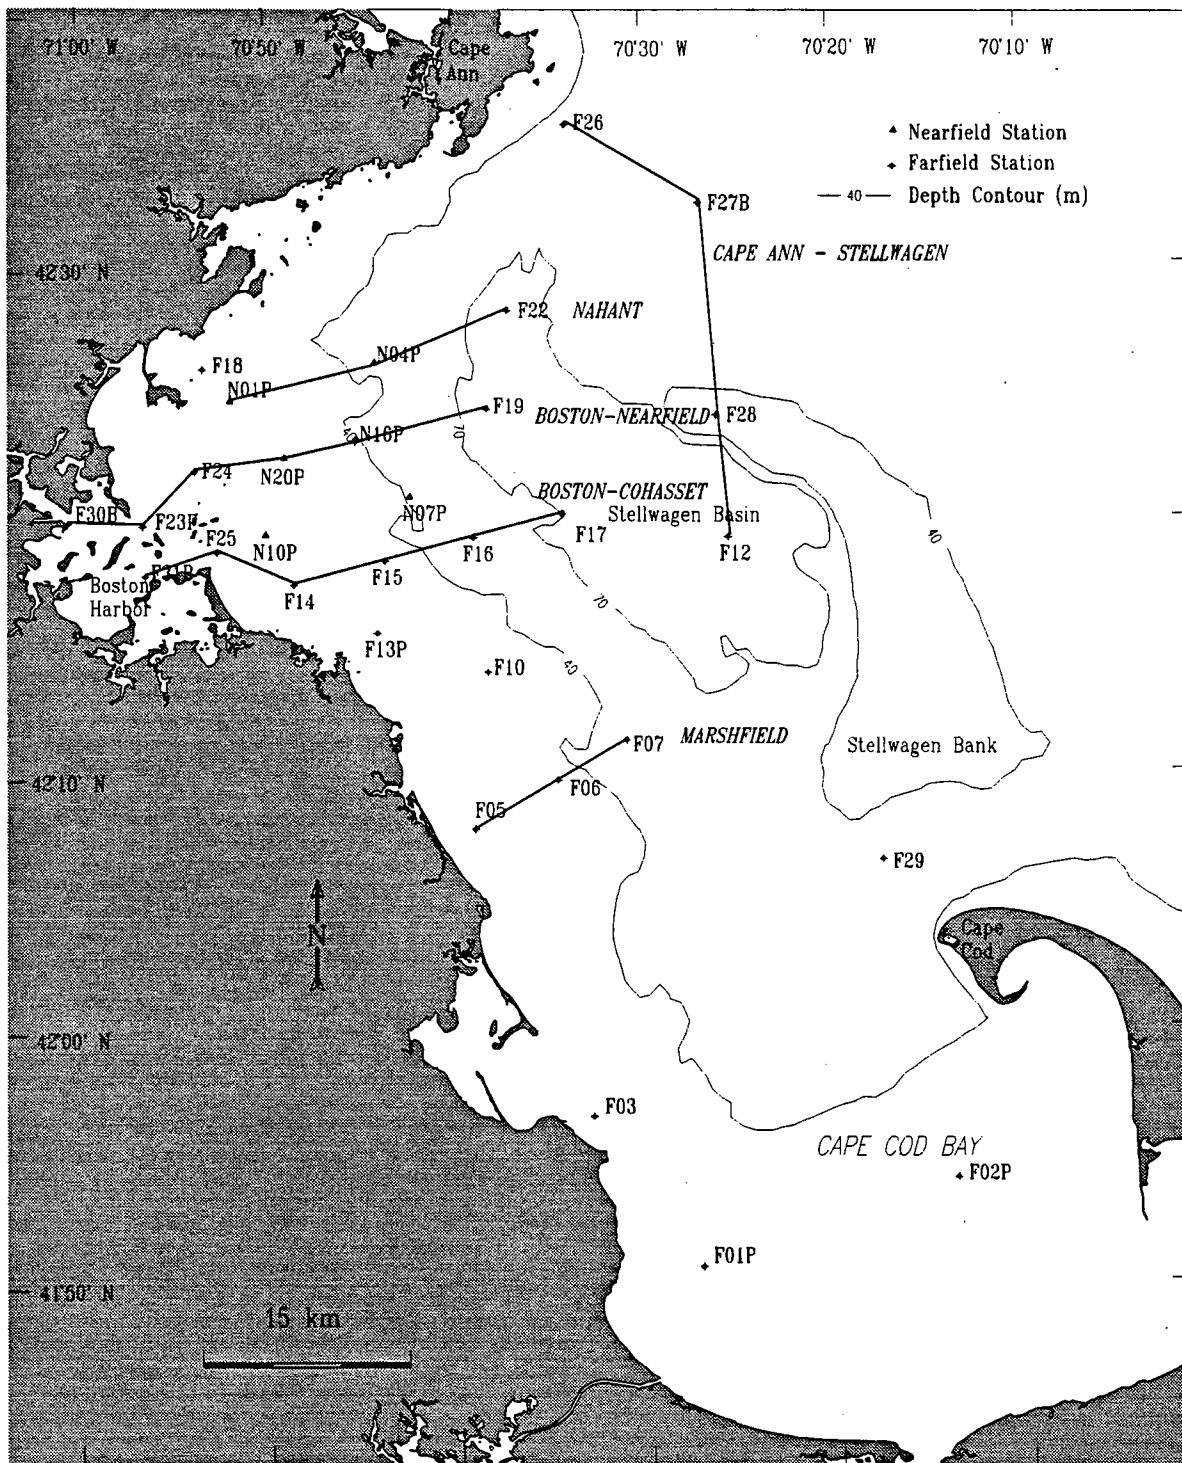 71°00' W
70°50' W
Cape
Ann
70°30' W
70°20' W
70°10' W
F26
Nearfield Station
Farfield Station
40 Depth Contour (m)
F27B
CAPE ANN - STELLWAGEN
42°30' N
F22 NAHANT
N04P
F18
N01P
F19
BOSTON-NEARFIELD
F28
40
70
N16P
F24
N20P
BOSTON-COHASSET
N07P
Stellwagen Basin
F30B
F23P
F25
N10P
F17
F12
40
F16
F15
F31B
Boston
Harbor
F14
70
F13P
F10
40
MARSHFIELD
F07
Stellwagen Bank
42°10' N
F06
F05
F29
N
Cape
Cod
42°00' N
F03
CAPE COD BAY
F02P
F01P
41°50' N
15 km